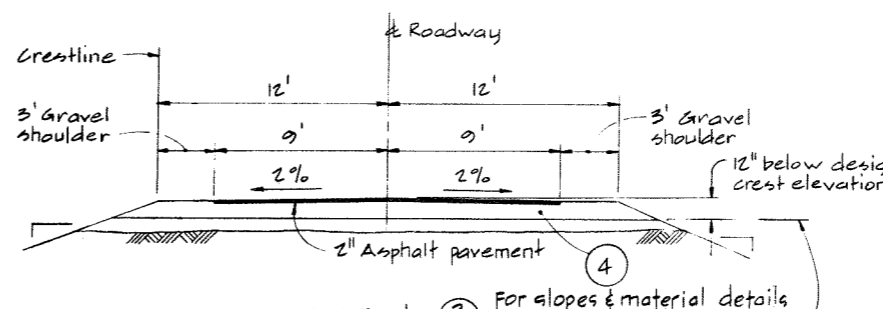 ℄ Roadway
Crestline
12'
12'
3' Gravel
shoulder
9'
9'
3' Gravel
shoulder
2%
2%
12" below desig
crest elevation
2" Asphalt pavement
4
For slopes & material details